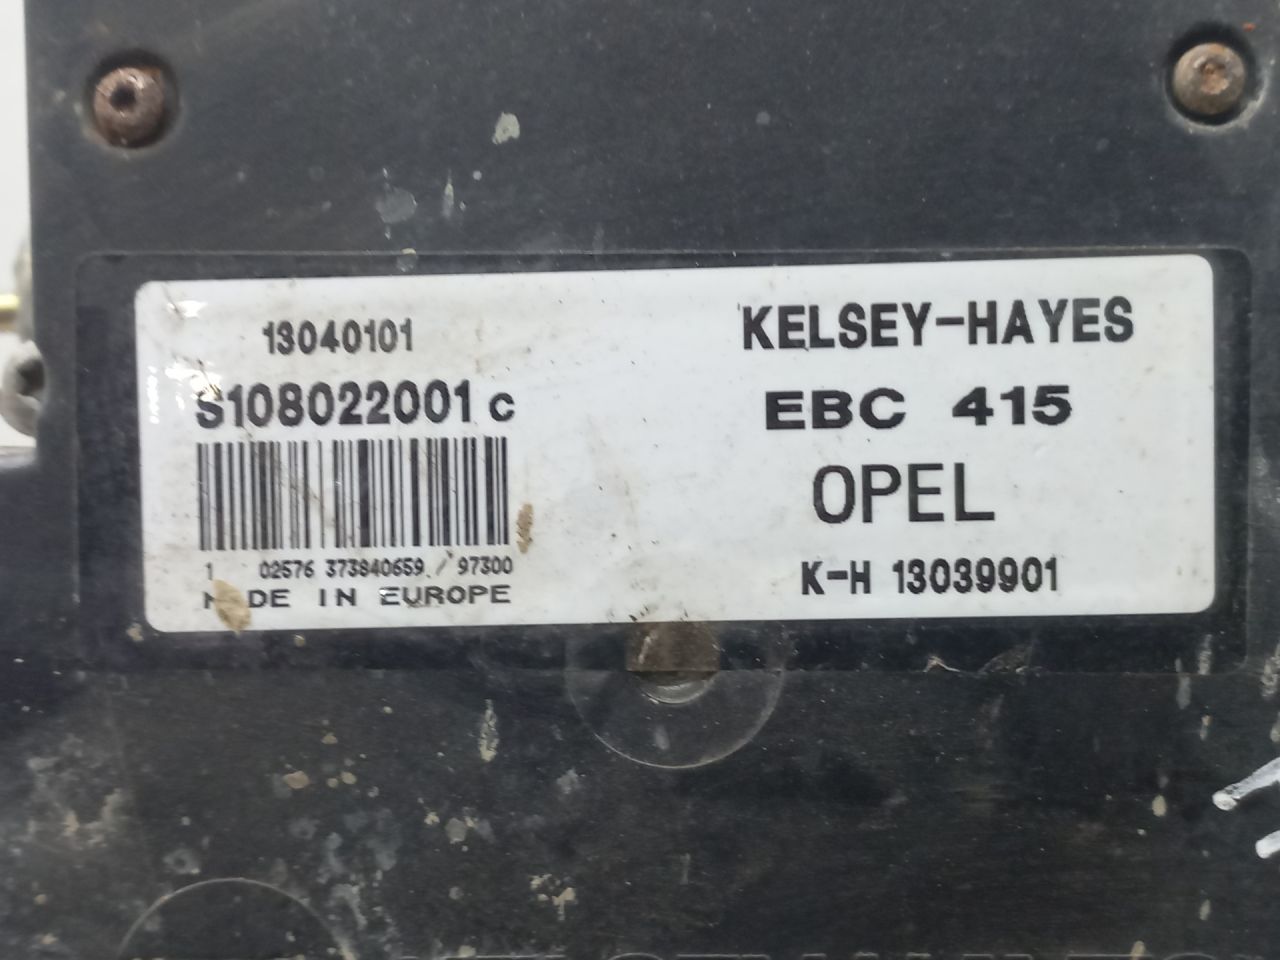 13040101
S108022001 C
1 02576 373840659 / 97300
MADE IN EUROPE
KELSEY-HAYES
EBC 415
OPEL
K-H 13039901